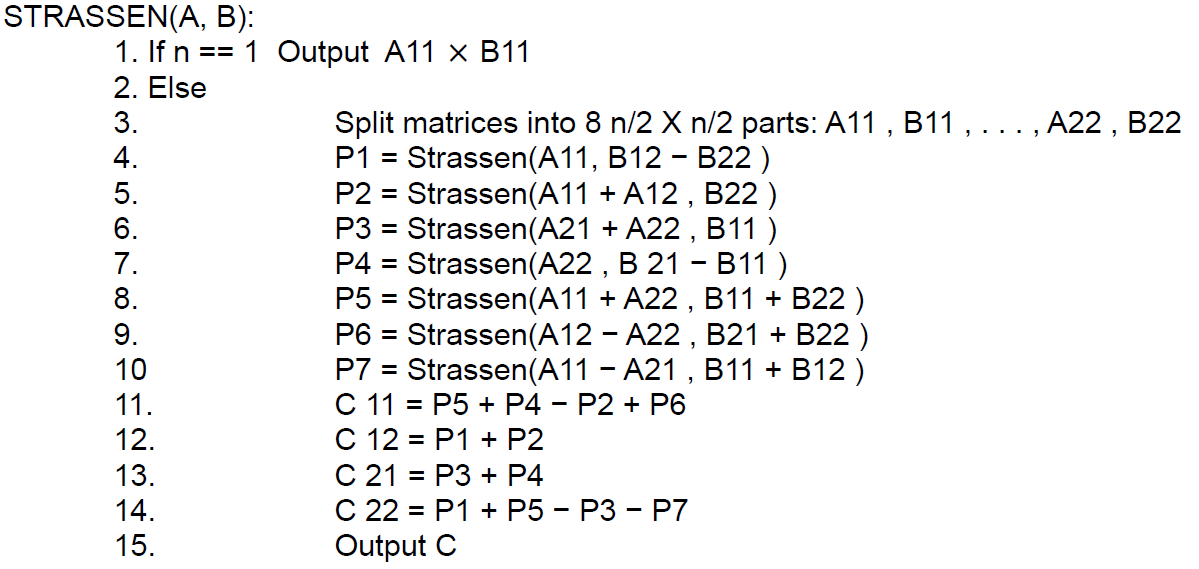 STRASSEN(A, B):
1. If n == 1 Output A11 × B11
2. Else
3. Split matrices into 8 n/2 X n/2 parts: A11 , B11 , . . . , A22 , B22
4. P1 = Strassen(A11, B12 − B22 )
5. P2 = Strassen(A11 + A12 , B22 )
6. P3 = Strassen(A21 + A22 , B11 )
7. P4 = Strassen(A22 , B 21 − B11 )
8. P5 = Strassen(A11 + A22 , B11 + B22 )
9. P6 = Strassen(A12 − A22 , B21 + B22 )
10 P7 = Strassen(A11 − A21 , B11 + B12 )
11. C 11 = P5 + P4 − P2 + P6
12. C 12 = P1 + P2
13. C 21 = P3 + P4
14. C 22 = P1 + P5 − P3 − P7
15. Output C